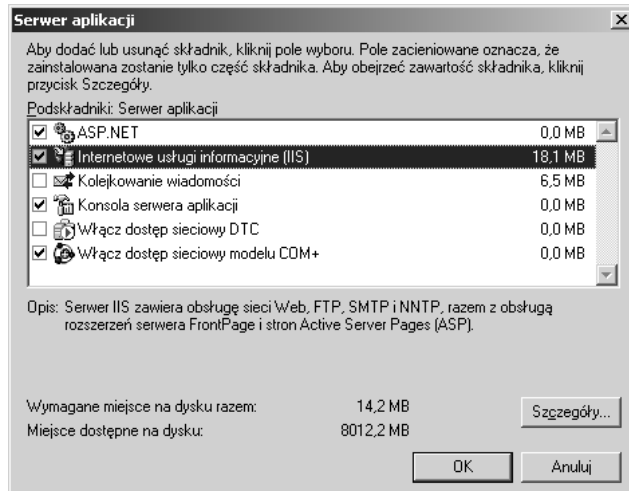 Serwer aplikacji
Aby dodać lub usunąć składnik, kliknij pole wyboru. Pole zacieniowane oznacza, że
zainstalowana zostanie tylko część składnika. Aby obejrzeć zawartość składnika, kliknij
przycisk Szczegóły.
Podskładniki: Serwer aplikacji
ASP.NET 0,0 MB
Internetowe usługi informacyjne (IIS) 18,1 MB
Kolejkowanie wiadomości 6,5 MB
Konsola serwera aplikacji 0,0 MB
Włącz dostęp sieciowy DTC 0,0 MB
Włącz dostęp sieciowy modelu COM+ 0,0 MB
Opis: Serwer IIS zawiera obsługę sieci Web, FTP, SMTP i NNTP, razem z obsługą
rozszerzeń serwera FrontPage i stron Active Server Pages (ASP).
Wymagane miejsce na dysku razem: 14,2 MB
Szczegóły...
Miejsce dostępne na dysku: 8012,2 MB
OK Anuluj